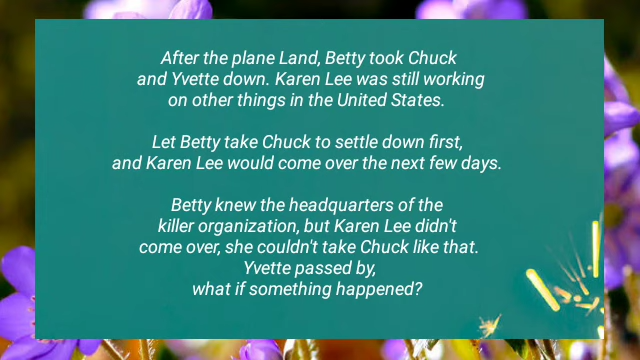 After the plane Land, Betty took Chuck
and Yvette down. Karen Lee was still working
on other things in the United States.
Let Betty take Chuck to settle down first,
and Karen Lee would come over the next few days.
Betty knew the headquarters of the
killer organization, but Karen Lee didn't
come over, she couldn't take Chuck like that.
Yvette passed by,
what if something happened?